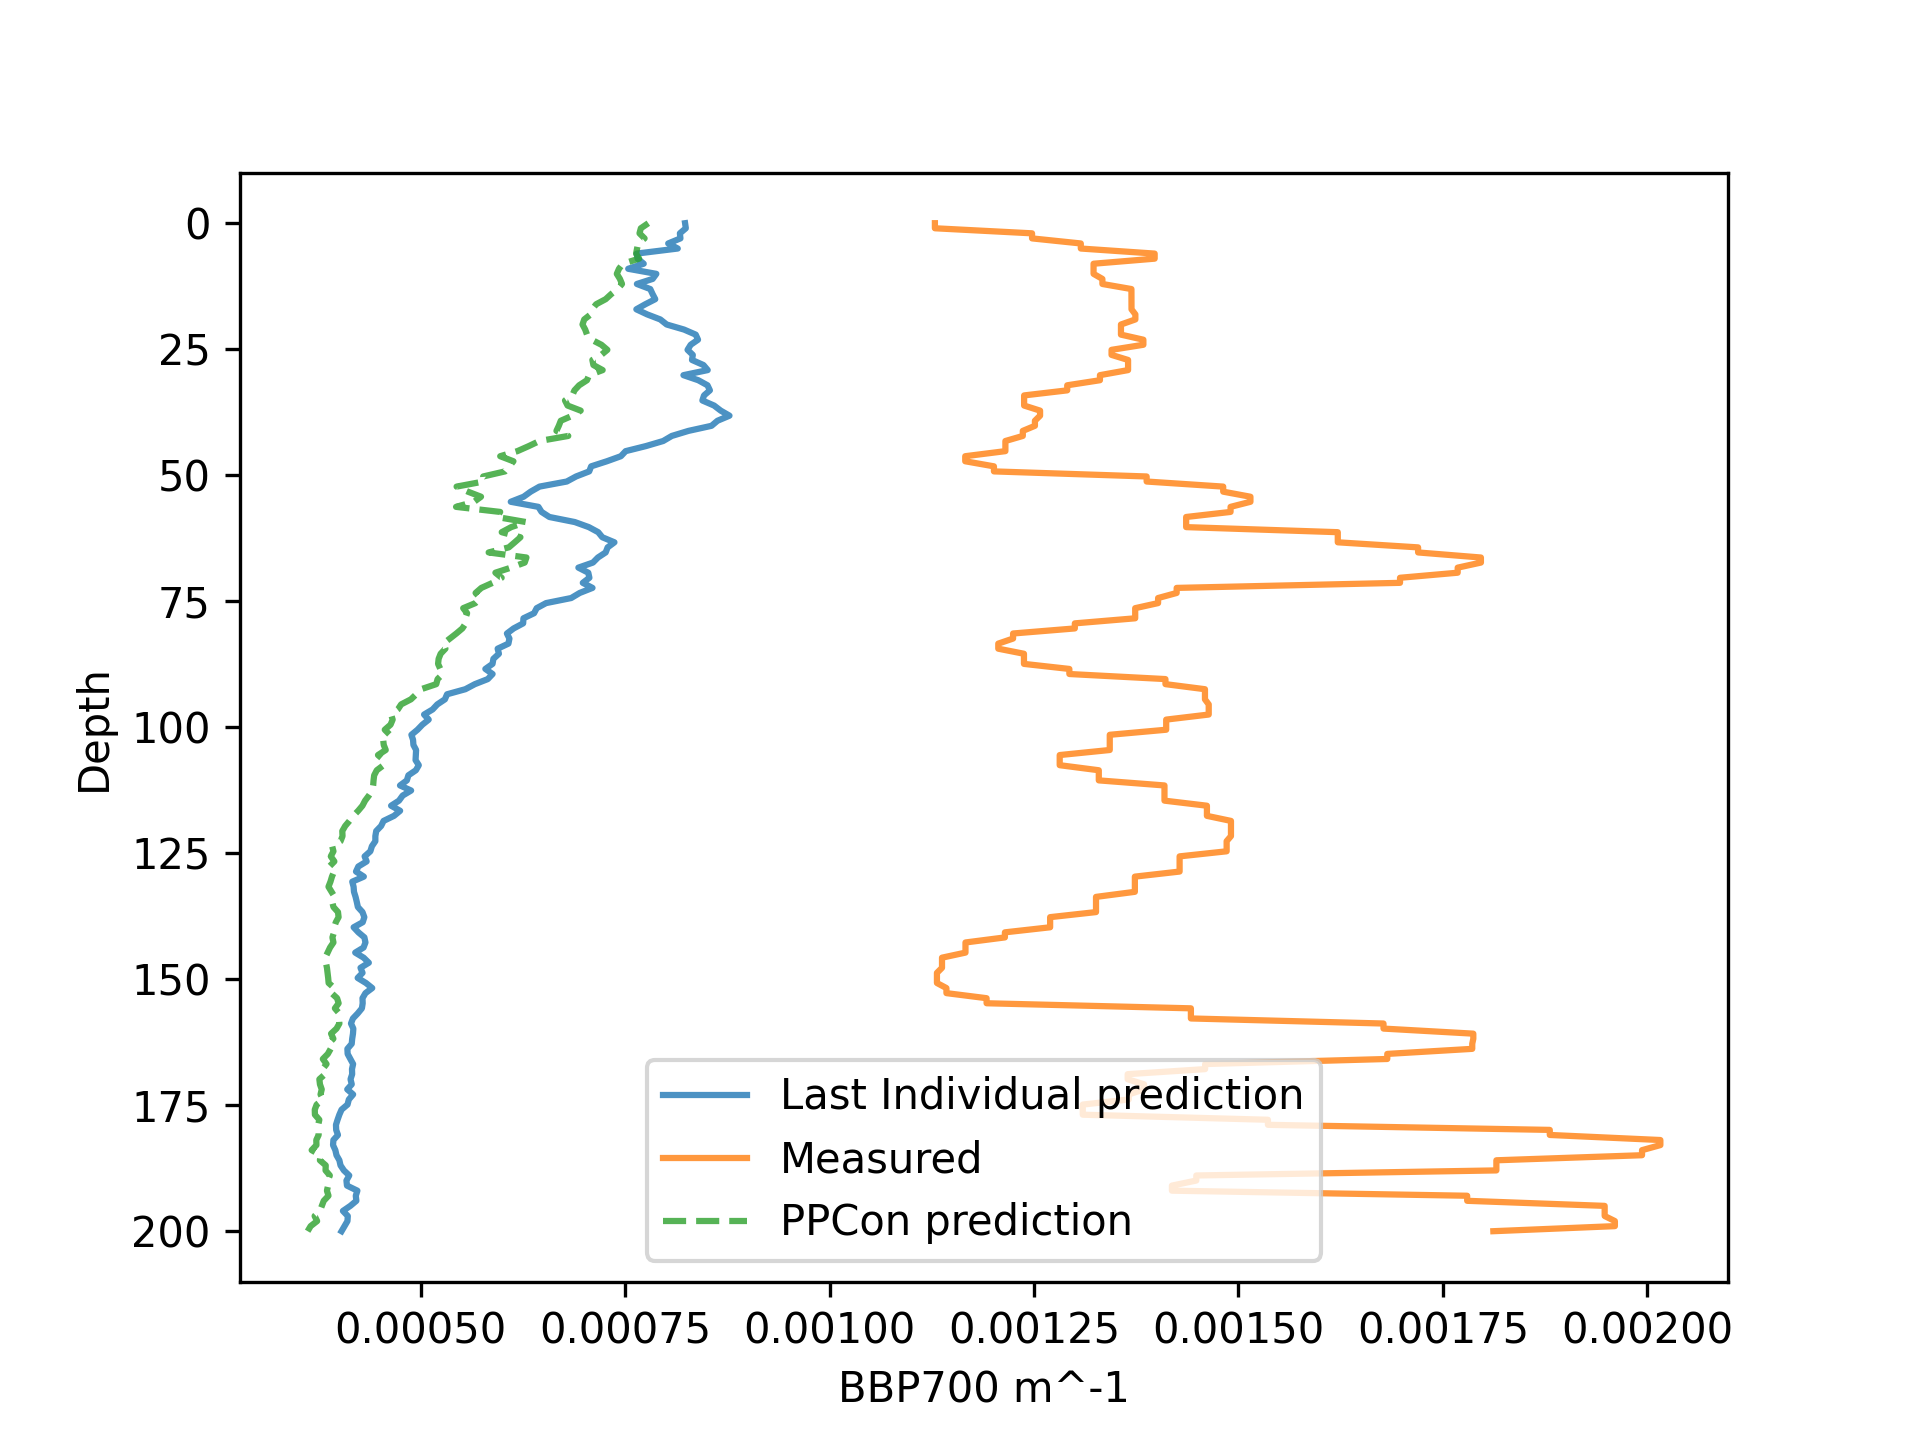 0
25
50
75
100
125
150
175
200
Depth
Last Individual prediction
Measured
PPCon prediction
0.00050 0.00075 0.00100 0.00125 0.00150 0.00175 0.00200
BBP700 m^-1